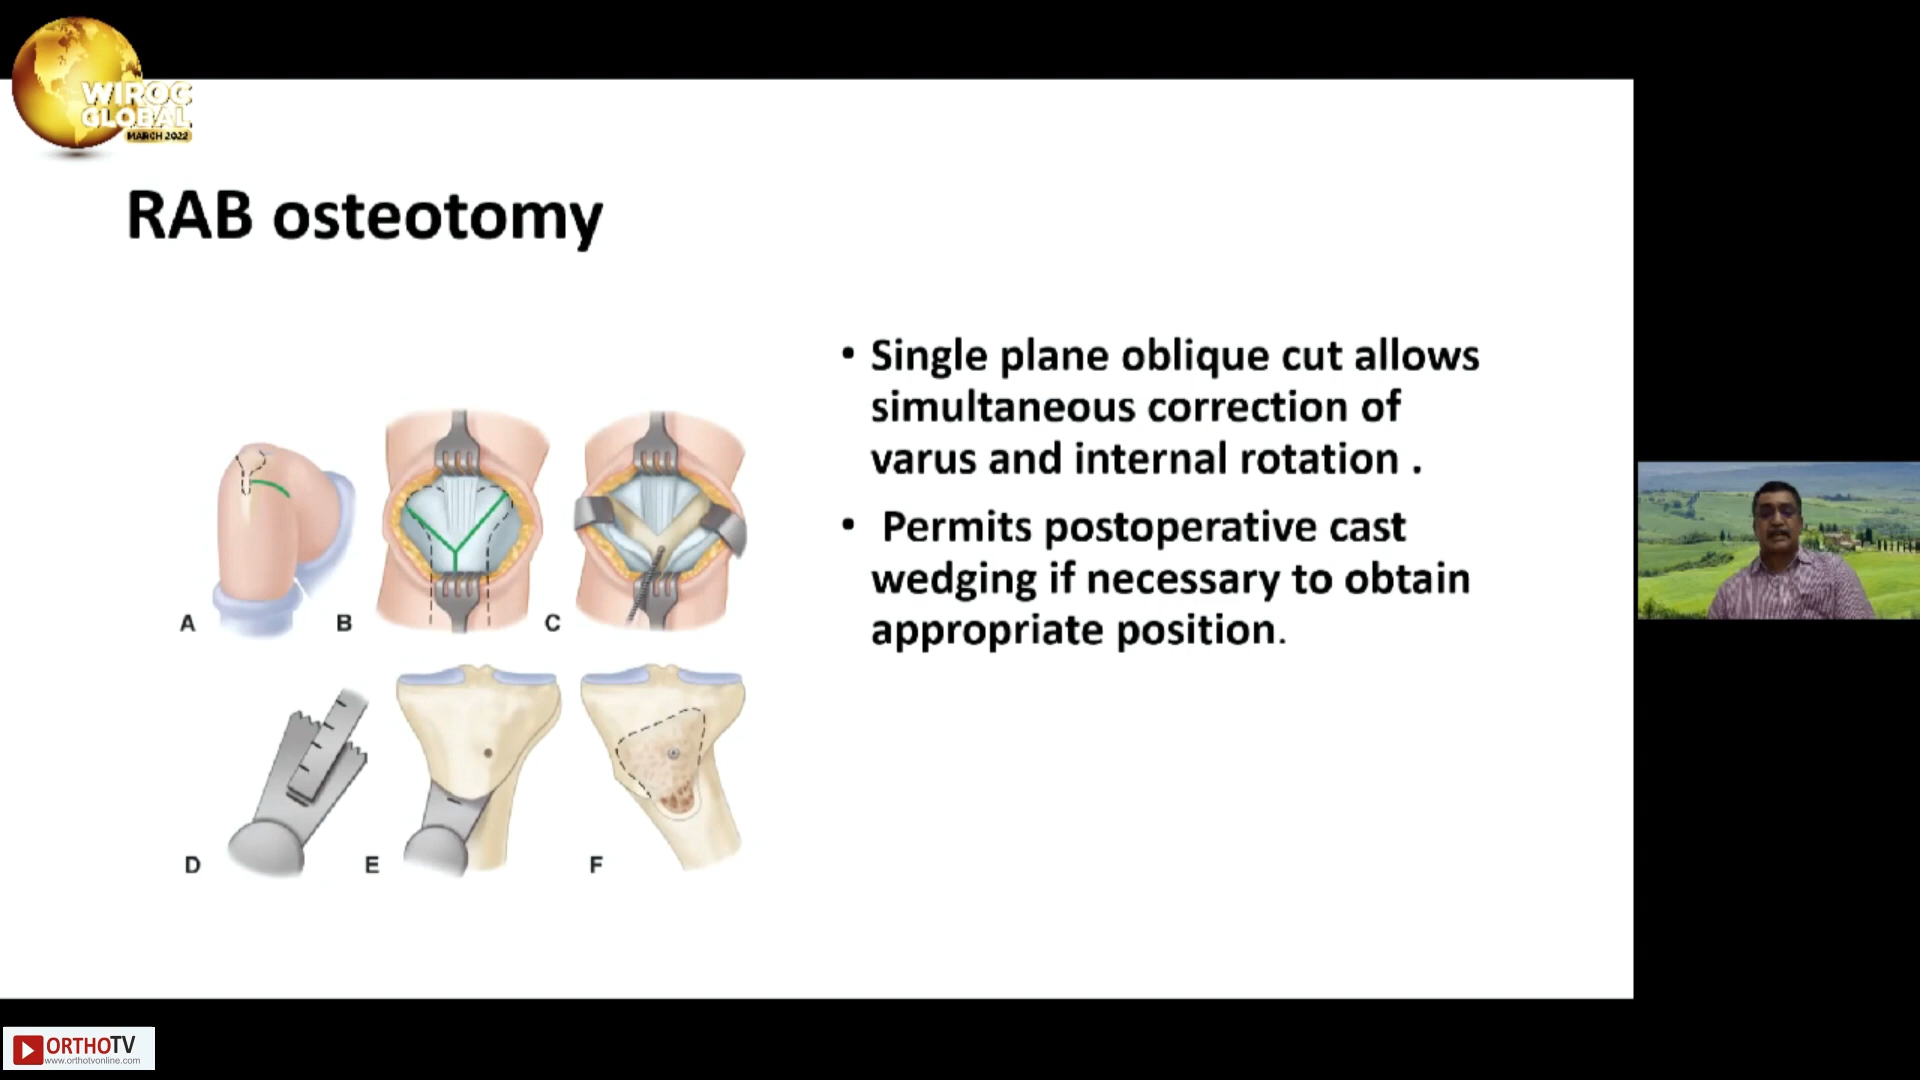 WIROC
GLOBAL
MARCH 2022
RAB osteotomy
• Single plane oblique cut allows
simultaneous correction of
varus and internal rotation .
• Permits postoperative cast
wedging if necessary to obtain
appropriate position.
A
B
C
D
E
F
ORTHOTV
www.orthotvonline.com